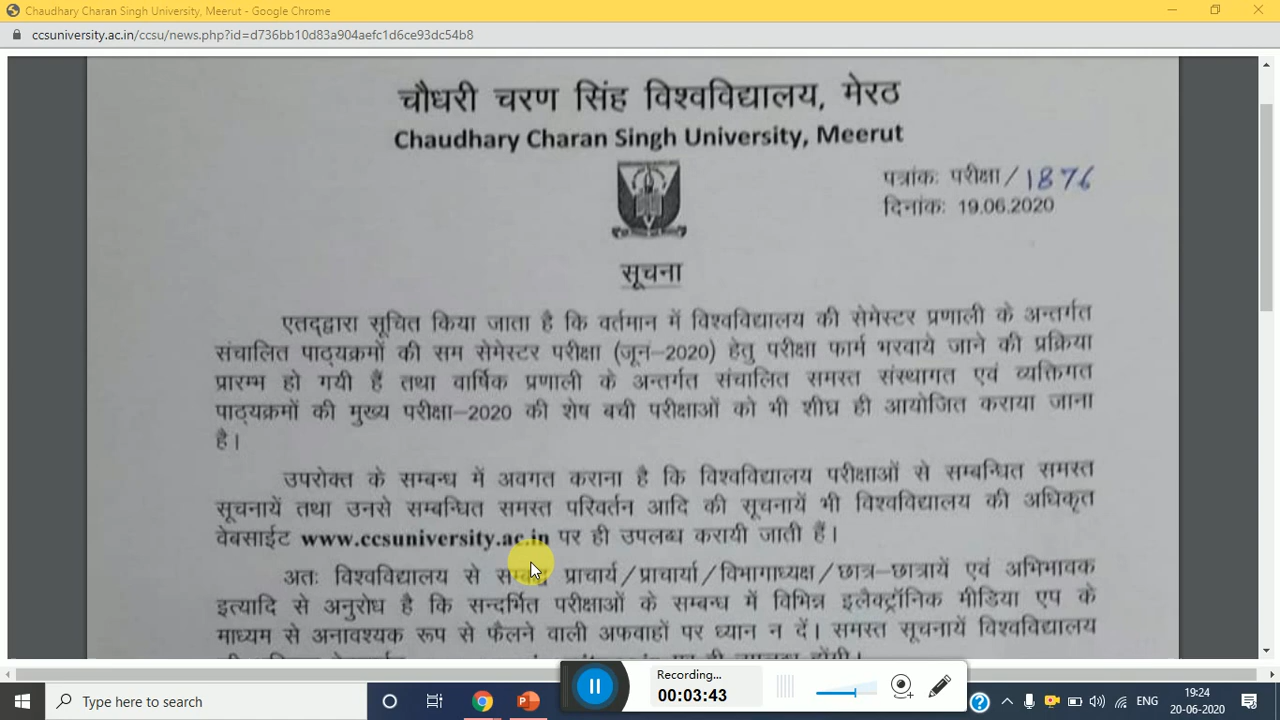 Chaudhary Charan Singh University, Meerut - Google Chrome
ccsuniversity.ac.in/ccsu/news.php?id=d736bb10d83a904aefc1d6ce93dc54b8
चौधरी चरण सिंह विश्वविद्यालय, मेरठ
Chaudhary Charan Singh University, Meerut
पत्रांकः परीक्षा/1876
दिनांकः 19.06.2020
सूचना
एतद्द्वारा सूचित किया जाता है कि वर्तमान में विश्वविद्यालय की सेमेस्टर प्रणाली के अन्तर्गत
संचालित पाठ्यक्रमों की सम सेमेस्टर परीक्षा (जून–2020) हेतु परीक्षा फार्म भरवाये जाने की प्रक्रिया
प्रारम्भ हो गयी हैं तथा वार्षिक प्रणाली के अन्तर्गत संचालित समस्त संस्थागत एवं व्यक्तिगत
पाठ्यक्रमों की मुख्य परीक्षा–2020 की शेष बची परीक्षाओं को भी शीघ्र ही आयोजित कराया जाना
है।
उपरोक्त के सम्बन्ध में अवगत कराना है कि विश्वविद्यालय परीक्षाओं से सम्बन्धित समस्त
सूचनायें तथा उनसे सम्बन्धित समस्त परिवर्तन आदि की सूचनायें भी विश्वविद्यालय की अधिकृत
वेबसाईट www.ccsuniversity.ac.in पर ही उपलब्ध करायी जाती हैं।
अतः विश्वविद्यालय से सम्बद्ध प्राचार्य/प्राचार्या/विभागाध्यक्ष/छात्र–छात्रायें एवं अभिभावक
इत्यादि से अनुरोध है कि सन्दर्भित परीक्षाओं के सम्बन्ध में विभिन्न इलैक्ट्रॉनिक मीडिया एप के
माध्यम से अनावश्यक रूप से फैलने वाली अफवाहों पर ध्यान न दें। समस्त सूचनायें विश्वविद्यालय
पर ही उपलब्ध होंगी।
Recording...
00:03:43
Type here to search
ENG
19:24
20-06-2020